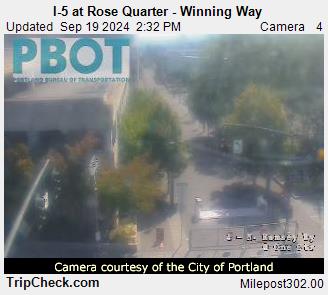 I-5 at Rose Quarter - Winning Way
Updated Sep 19 2024 2:32 PM Camera 4
PBOT
PORTLAND BUREAU OF TRANSPORTATION
Camera courtesy of the City of Portland
TripCheck.com Milepost302.00